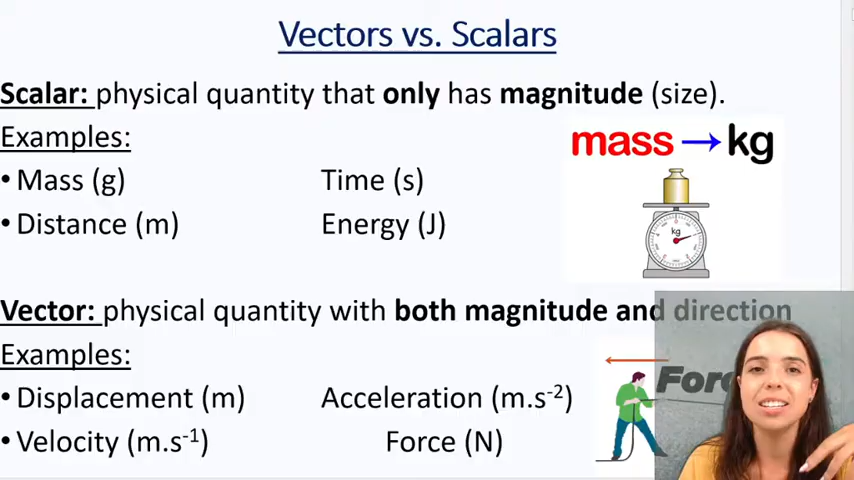 Vectors vs. Scalars
Scalar: physical quantity that only has magnitude (size).
Examples:
mass → kg
• Mass (g) Time (s)
• Distance (m) Energy (J)
kg
Vector: physical quantity with both magnitude and direction
Examples:
• Displacement (m) Acceleration (m.s⁻²)
• Velocity (m.s⁻¹) Force (N)